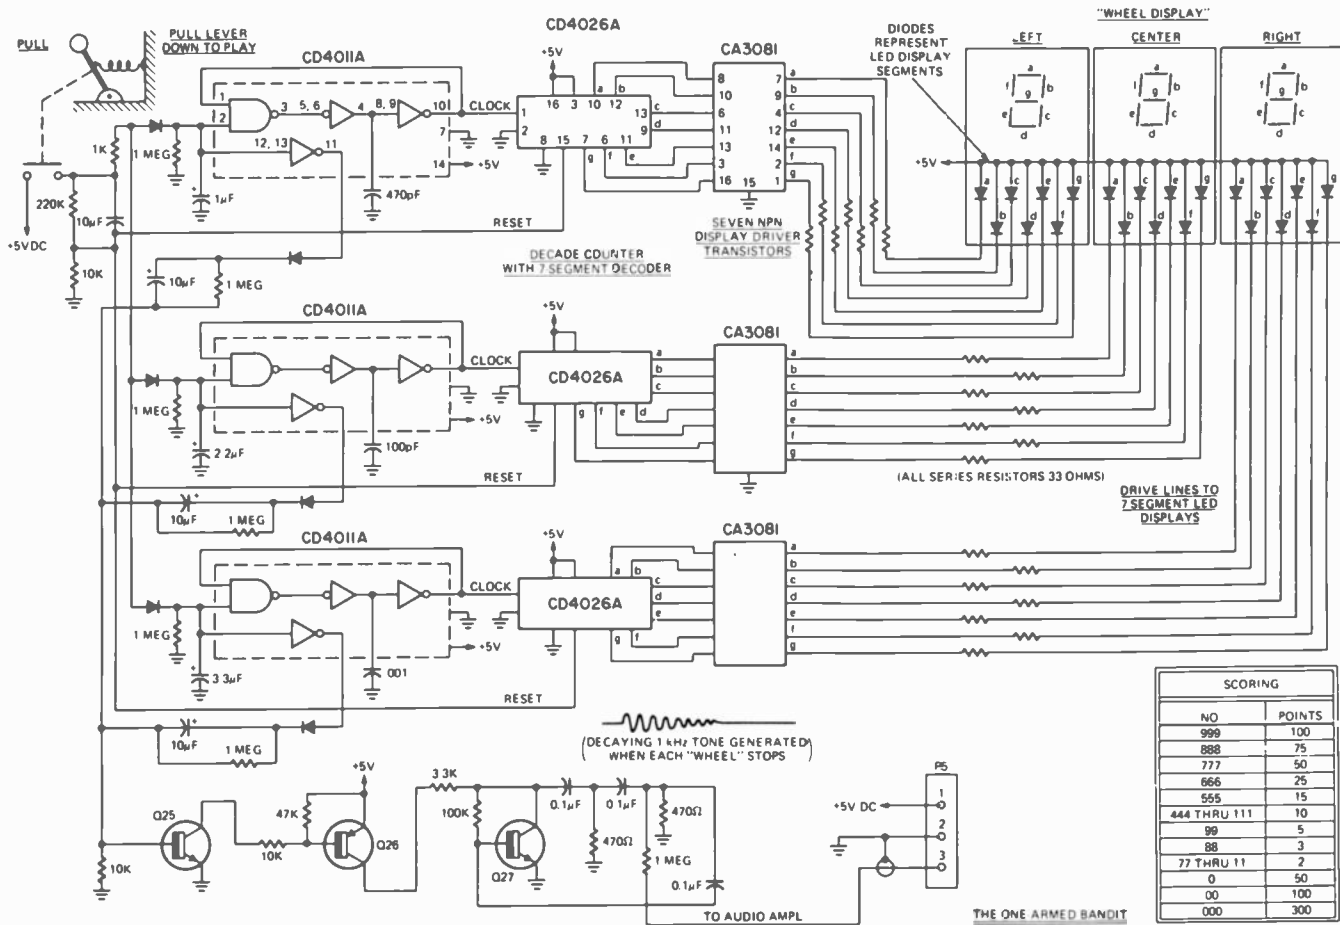 PULL
PULL LEVER
DOWN TO PLAY
CD4011A
1
2
3
5, 6
4
8, 9
10
12, 13
11
7
14
+5V
1K
1 MEG
1µF
470pF
220K
10µF
+5VDC
10K
10µF
1 MEG
CLOCK
RESET
CD4026A
+5V
16 3 10 12
a b
1
2
13
9
c
d
8 15 7 6 11
g f e
DECADE COUNTER
WITH 7 SEGMENT DECODER
CA3081
8
10
6
11
13
3
16
7
9
4
12
14
2
1
15
a
b
c
d
e
f
g
SEVEN NPN
DISPLAY DRIVER
TRANSISTORS
"WHEEL DISPLAY"
LEFT
CENTER
RIGHT
DIODES
REPRESENT
LED DISPLAY
SEGMENTS
a
f b
g
e c
d
a
f b
g
e c
d
a
f b
g
e c
d
+5V
a c e g
b d f
a c e g
b d f
a c e g
b d f
CD4011A
1 MEG
2 2µF
100pF
+5V
CLOCK
RESET
10µF
1 MEG
+5V
CD4026A
a
b
c
g f e d
CA3081
a
b
c
d
e
f
g
(ALL SERIES RESISTORS 33 OHMS)
DRIVE LINES TO
7 SEGMENT LED
DISPLAYS
CD4011A
1 MEG
3 3µF
001
+5V
CLOCK
RESET
10µF
1 MEG
+5V
CD4026A
a b
c
d
e
g f
CA3081
a
b
c
d
e
f
g
(DECAYING 1 kHz TONE GENERATED
WHEN EACH "WHEEL" STOPS)
Q25
10K
10K
47K
+5V
Q26
3 3K
100K
Q27
0.1µF
0.1µF
470Ω
470Ω
1 MEG
0.1µF
TO AUDIO AMPL
P5
+5V DC
1
2
3
THE ONE ARMED BANDIT
SCORING
NO POINTS
999 100
888 75
777 50
666 25
555 15
444 THRU 111 10
99 5
88 3
77 THRU 11 2
0 50
00 100
000 300